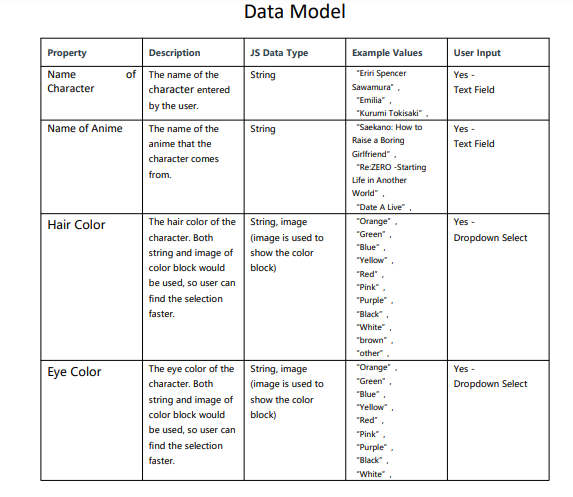 Data Model
Property Description JS Data Type Example Values User Input
Name of Character
The name of the
character entered
by the user.
String
"Eriri Spencer
Sawamura" ,
"Emilia" ,
"Kurumi Tokisaki" ,
Yes -
Text Field
Name of Anime
The name of the
anime that the
character comes
from.
String
"Saekano: How to
Raise a Boring
Girlfriend" ,
"Re:ZERO -Starting
Life in Another
World" ,
"Date A Live" ,
Yes -
Text Field
Hair Color
The hair color of the
character. Both
string and image of
color block would
be used, so user can
find the selection
faster.
String, image
(image is used to
show the color
block)
"Orange" ,
"Green" ,
"Blue" ,
"Yellow" ,
"Red" ,
"Pink" ,
"Purple" ,
"Black" ,
"White" ,
"brown" ,
"other" ,
Yes -
Dropdown Select
Eye Color
The eye color of the
character. Both
string and image of
color block would
be used, so user can
find the selection
faster.
String, image
(image is used to
show the color
block)
"Orange" ,
"Green" ,
"Blue" ,
"Yellow" ,
"Red" ,
"Pink" ,
"Purple" ,
"Black" ,
"White" ,
Yes -
Dropdown Select